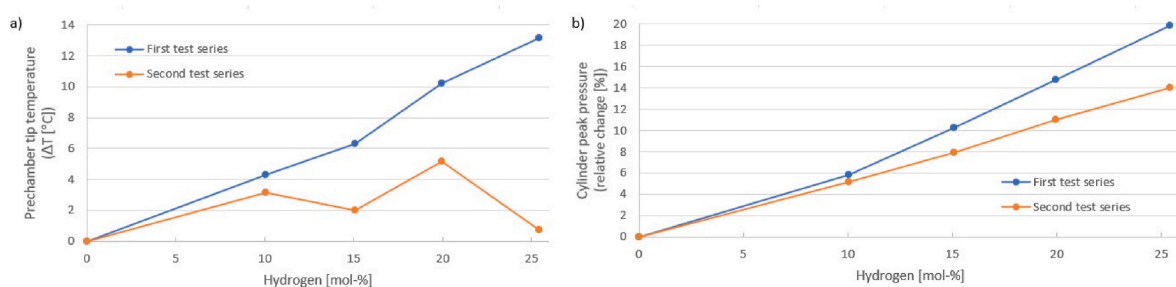 a)
14
12
10
8
6
4
2
0
Prechamber tip temperature
(ΔT [°C])
First test series
Second test series
0 5 10 15 20 25
Hydrogen [mol-%]
b)
20
18
16
14
12
10
8
6
4
2
0
Cylinder peak pressure
(relative change [%])
First test series
Second test series
0 5 10 15 20 25
Hydrogen [mol-%]